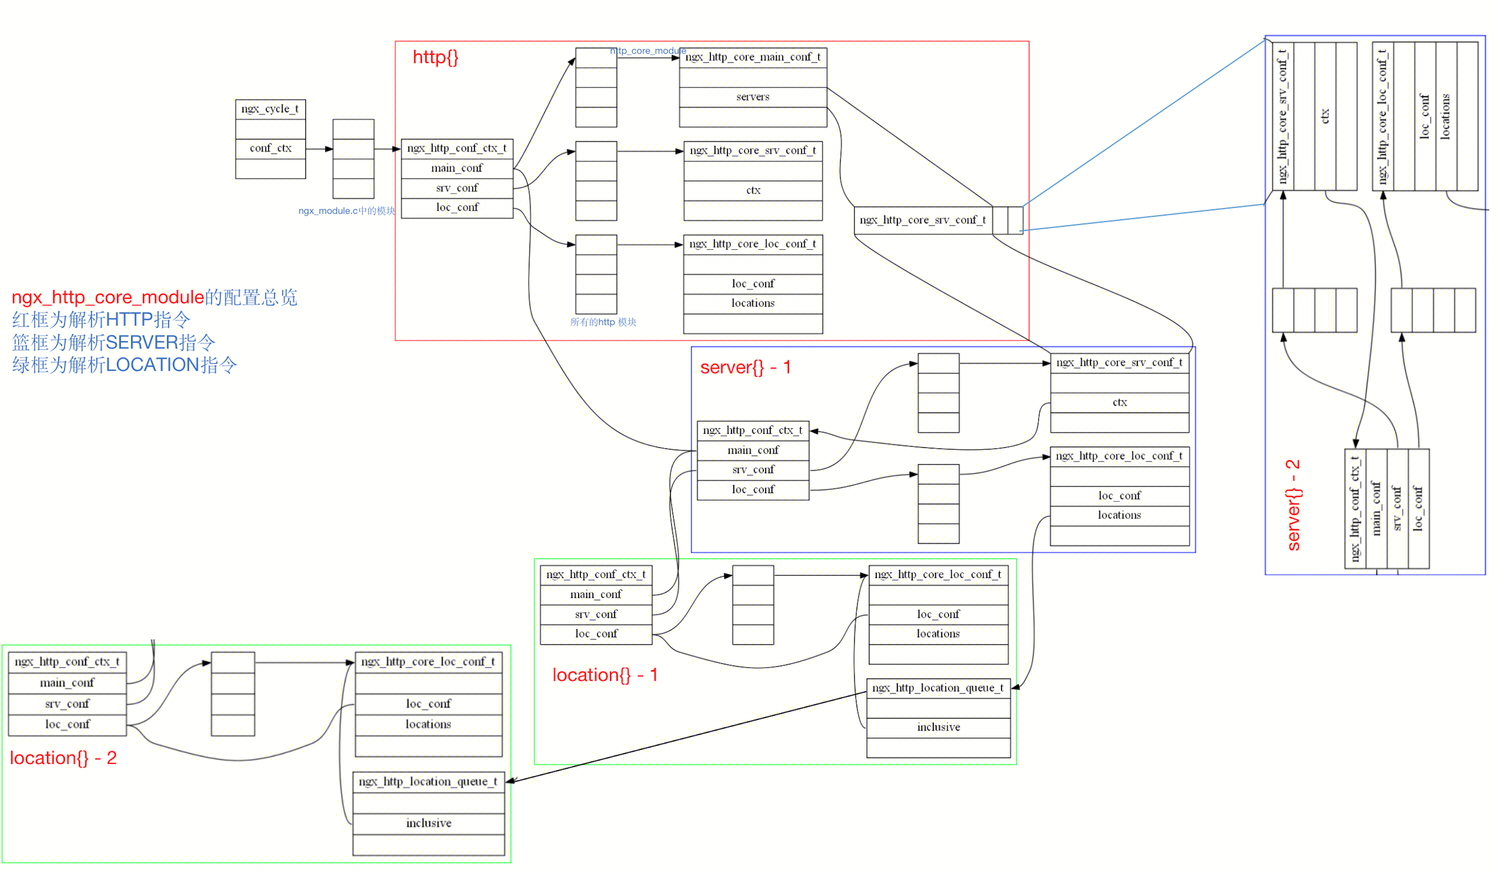 http{}
http_core_module
ngx_http_core_main_conf_t
servers
ngx_cycle_t
conf_ctx
ngx_module.c中的模块
ngx_http_conf_ctx_t
main_conf
srv_conf
loc_conf
ngx_http_core_srv_conf_t
ctx
ngx_http_core_loc_conf_t
loc_conf
locations
所有的http 模块
ngx_http_core_srv_conf_t
ngx_http_core_module的配置总览
红框为解析HTTP指令
篮框为解析SERVER指令
绿框为解析LOCATION指令
server{} - 1
ngx_http_core_srv_conf_t
ctx
ngx_http_conf_ctx_t
main_conf
srv_conf
loc_conf
ngx_http_core_loc_conf_t
loc_conf
locations
ngx_http_core_srv_conf_t
ctx
ngx_http_core_loc_conf_t
loc_conf
locations
server{} - 2
ngx_http_conf_ctx_t
main_conf
srv_conf
loc_conf
ngx_http_conf_ctx_t
main_conf
srv_conf
loc_conf
ngx_http_core_loc_conf_t
loc_conf
locations
location{} - 1
ngx_http_location_queue_t
inclusive
ngx_http_conf_ctx_t
main_conf
srv_conf
loc_conf
ngx_http_core_loc_conf_t
loc_conf
locations
location{} - 2
ngx_http_location_queue_t
inclusive